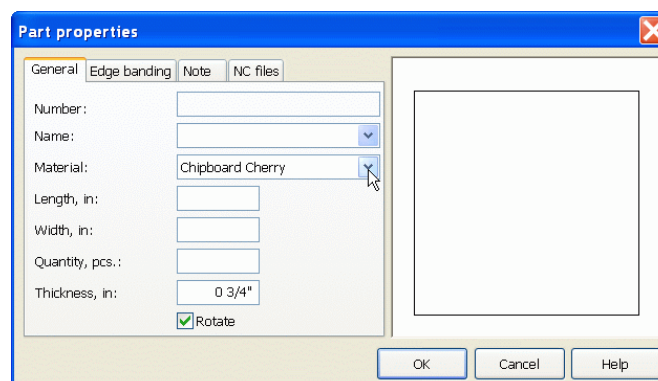 Part properties
General Edge banding Note NC files
Number:
Name:
Material: Chipboard Cherry
Length, in:
Width, in:
Quantity, pcs.:
Thickness, in: 0 3/4"
Rotate
OK Cancel Help